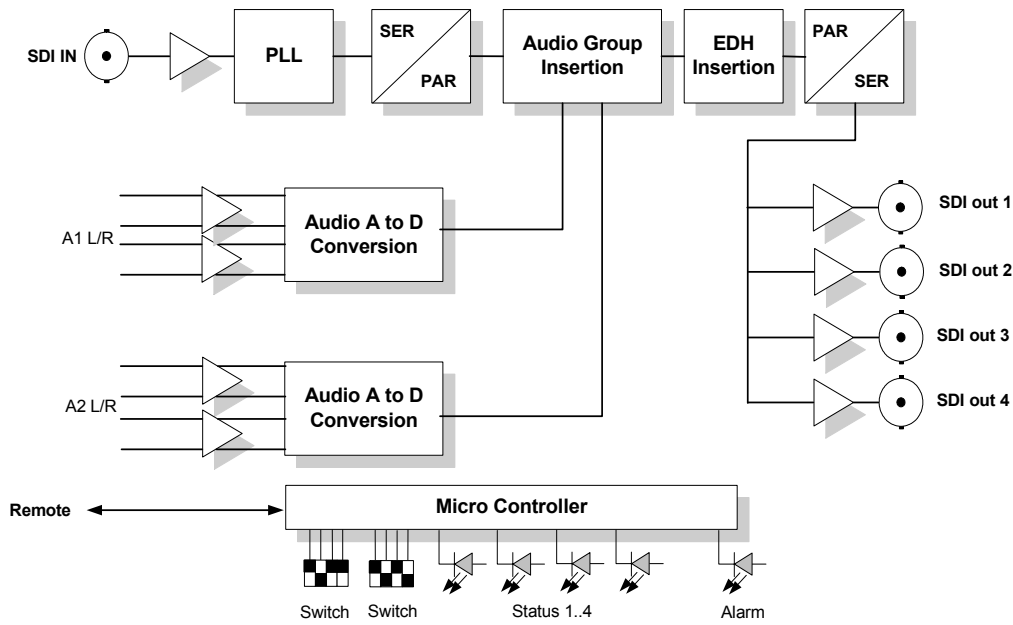 SDI IN
PLL
SER
PAR
Audio Group
Insertion
EDH
Insertion
PAR
SER
A1 L/R
Audio A to D
Conversion
SDI out 1
SDI out 2
SDI out 3
SDI out 4
A2 L/R
Audio A to D
Conversion
Remote
Micro Controller
Switch
Switch
Status 1..4
Alarm